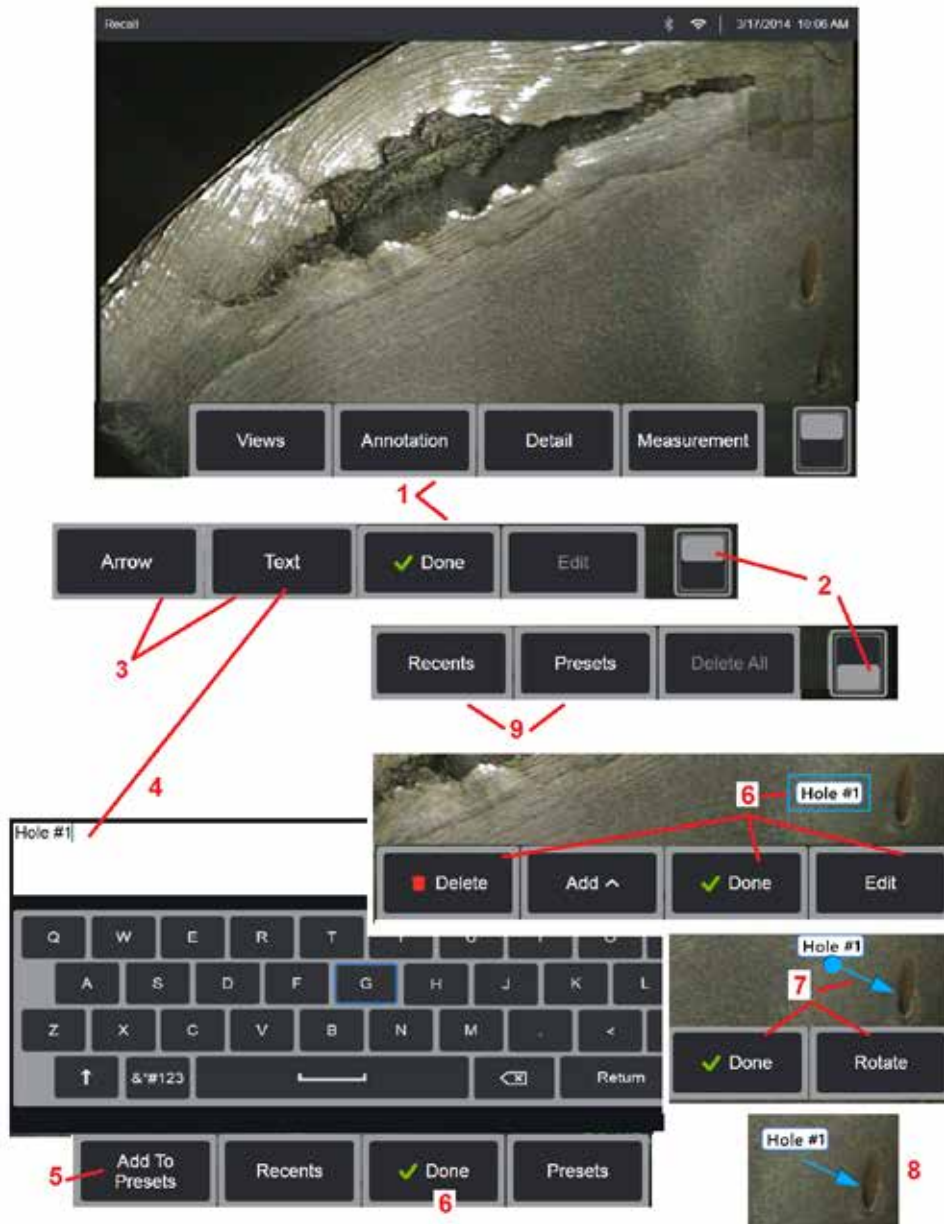 Recall 3/17/2014 10:06 AM
Views Annotation Detail Measurement
1
Arrow Text Done Edit
2
3
Recents Presets Delete All
9
4
6 Hole #1
Hole #1
Delete Add Done Edit
Q W E R T
Hole #1
A S D F G H J K L
7
Z X C V B N M . <
Done Rotate
&"#123 Return
Hole #1
8
5 Add To Presets Recents Done Presets
6